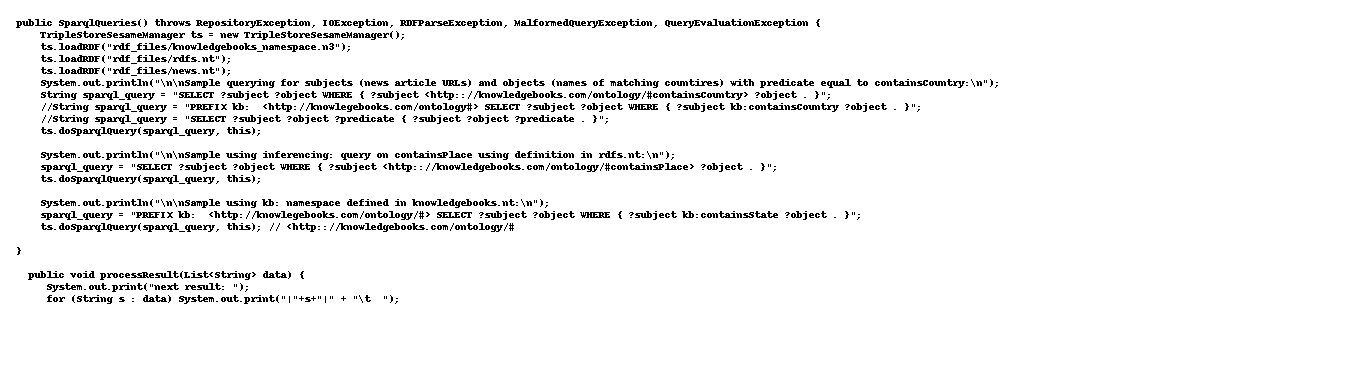 public SparqlQueries() throws RepositoryException, IOException, RDFParseException, MalformedQueryException, QueryEvaluationException {
TripleStoreSesameManager ts = new TripleStoreSesameManager();
ts.loadRDF("rdf_files/knowledgebooks_namespace.n3");
ts.loadRDF("rdf_files/rdfs.nt");
ts.loadRDF("rdf_files/news.nt");
System.out.println("\n\nSample querying for subjects (news article URLs) and objects (names of matching countires) with predicate equal to containsCountry:\n");
String sparql_query = "SELECT ?subject ?object WHERE { ?subject <http:://knowledgebooks.com/ontology/#containsCountry> ?object . }";
//String sparql_query = "PREFIX kb:  <http://knowlegebooks.com/ontology#> SELECT ?subject ?object WHERE { ?subject kb:containsCountry ?object . }";
//String sparql_query = "SELECT ?subject ?object ?predicate { ?subject ?object ?predicate . }";
ts.doSparqlQuery(sparql_query, this);
System.out.println("\n\nSample using inferencing: query on containsPlace using definition in rdfs.nt:\n");
sparql_query = "SELECT ?subject ?object WHERE { ?subject <http:://knowledgebooks.com/ontology/#containsPlace> ?object . }";
ts.doSparqlQuery(sparql_query, this);
System.out.println("\n\nSample using kb: namespace defined in knowledgebooks.nt:\n");
sparql_query = "PREFIX kb:  <http://knowlegebooks.com/ontology/#> SELECT ?subject ?object WHERE { ?subject kb:containsState ?object . }";
ts.doSparqlQuery(sparql_query, this); // <http:://knowledgebooks.com/ontology/#
}
public void processResult(List<String> data) {
System.out.print("next result: ");
for (String s : data) System.out.print("|"+s+"|" + "\t  ");